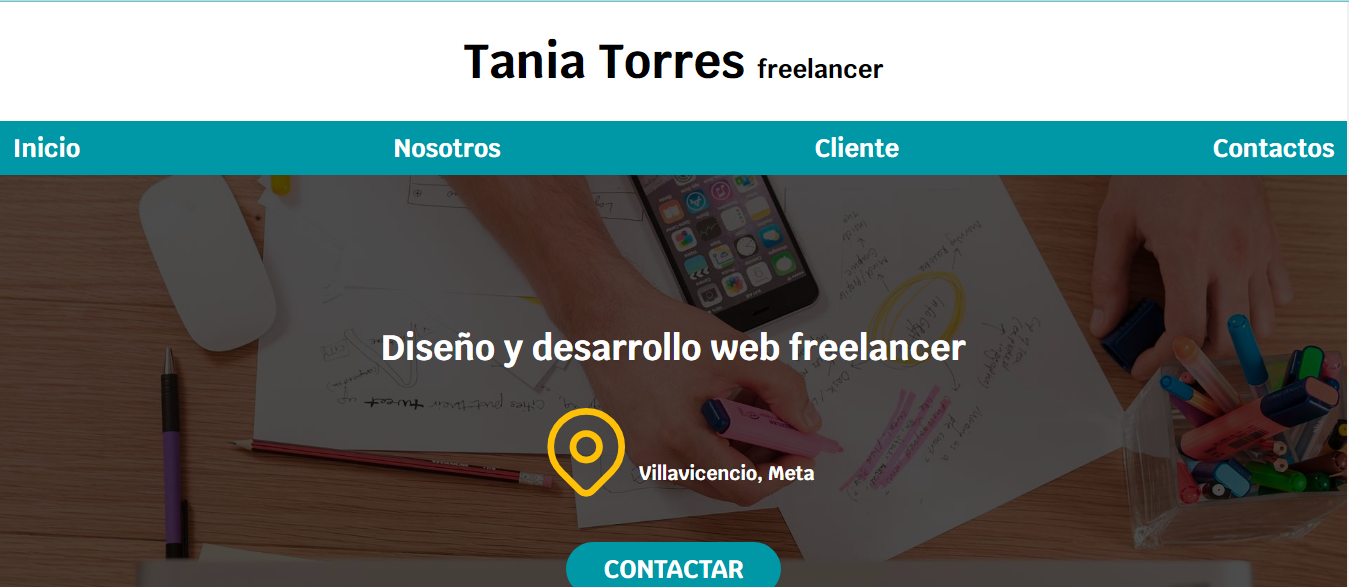 Tania Torres freelancer
Inicio Nosotros Cliente Contactos
Diseño y desarrollo web freelancer
Villavicencio, Meta
CONTACTAR